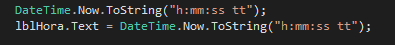 DateTime.Now.ToString("h:mm:ss tt");
lblHora.Text = DateTime.Now.ToString("h:mm:ss tt");